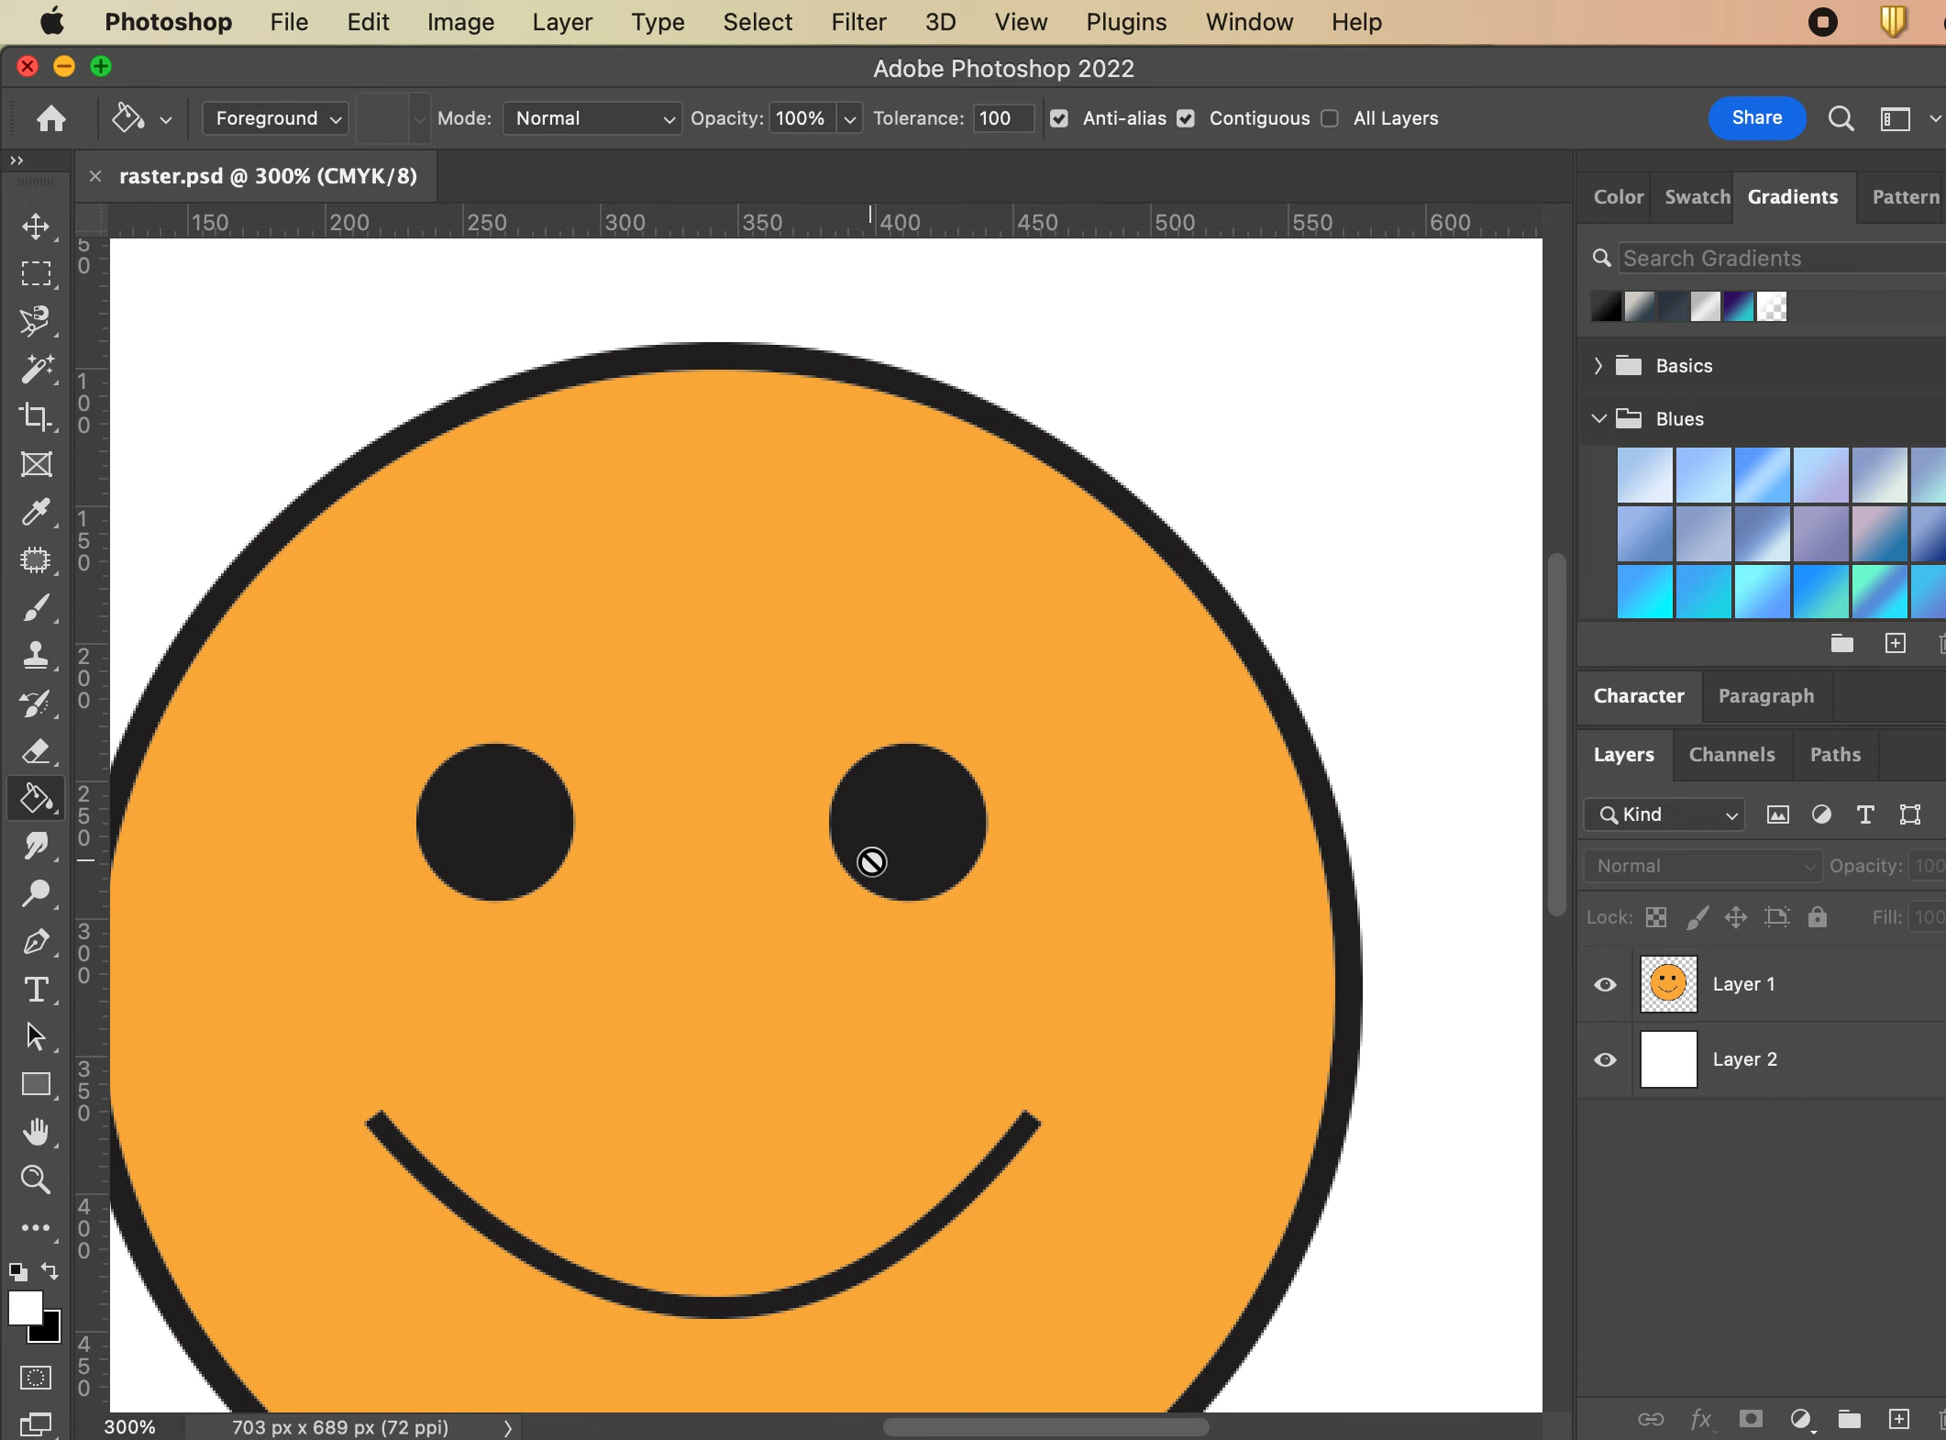 Photoshop File Edit Image Layer Type Select Filter 3D View Plugins Window Help
Adobe Photoshop 2022
Foreground Mode: Normal Opacity: 100% Tolerance: 100 Anti-alias Contiguous All Layers Share
raster.psd @ 300% (CMYK/8)
150 200 250 300 350 400 450 500 550 600
50
100
150
200
250
300
350
400
450
Color Swatch Gradients Pattern
Search Gradients
Basics
Blues
Character Paragraph
Layers Channels Paths
Kind
Normal Opacity: 100
Lock: Fill: 100
Layer 1
Layer 2
fx
300% 703 px x 689 px (72 ppi)